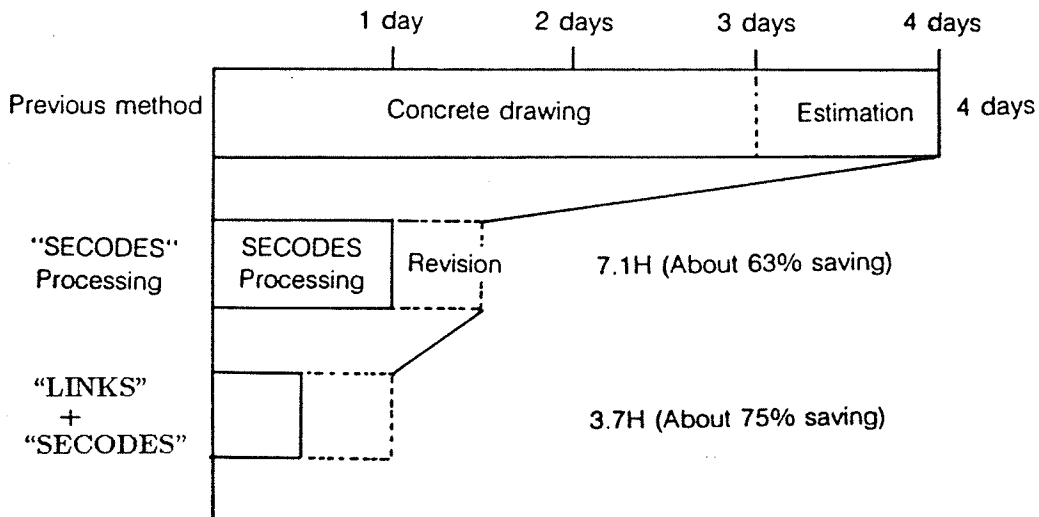 1 day 2 days 3 days 4 days
Previous method Concrete drawing Estimation 4 days
"SECODES" SECODES
Processing Processing Revision 7.1H (About 63% saving)
“LINKS”
+ 3.7H (About 75% saving)
“SECODES”